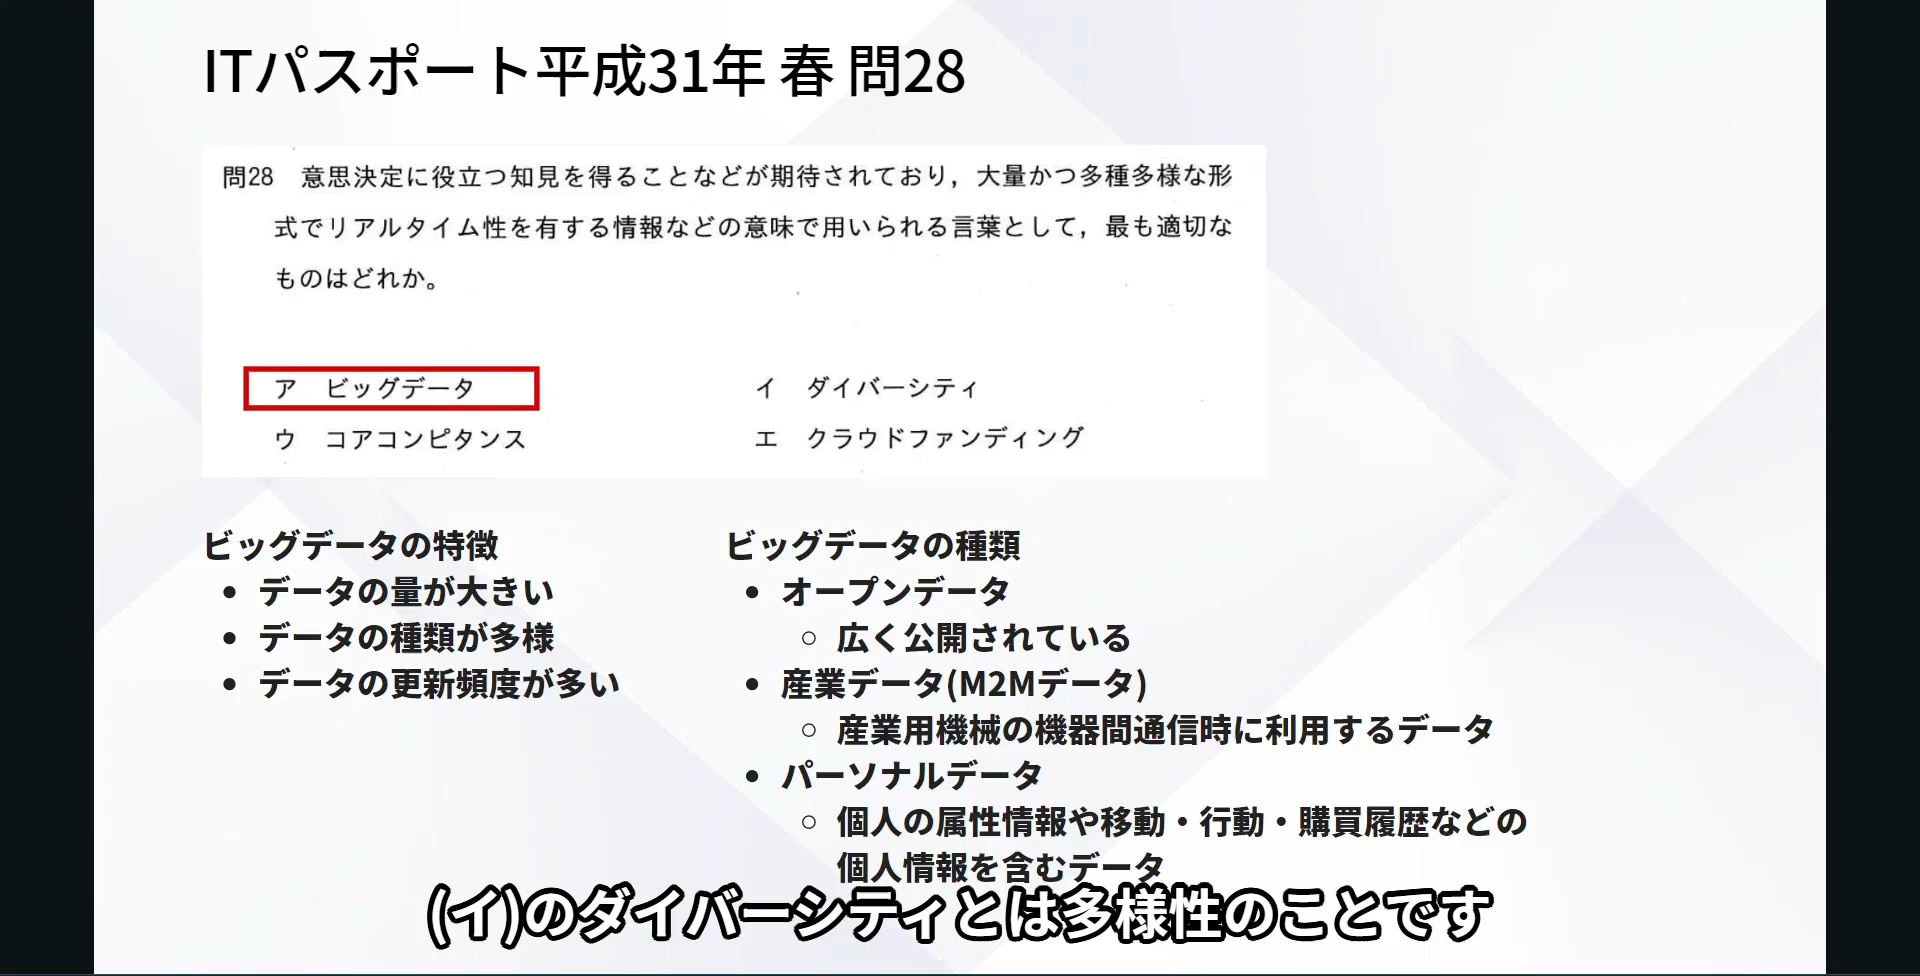 ITパスポート平成31年 春 問28
問28 意思決定に役立つ知見を得ることなどが期待されており，大量かつ多種多様な形
式でリアルタイム性を有する情報などの意味で用いられる言葉として，最も適切な
ものはどれか。
ア ビッグデータ
イ ダイバーシティ
ウ コアコンピタンス
エ クラウドファンディング
ビッグデータの特徴
• データの量が大きい
• データの種類が多様
• データの更新頻度が多い
ビッグデータの種類
• オープンデータ
○ 広く公開されている
• 産業データ(M2Mデータ)
○ 産業用機械の機器間通信時に利用するデータ
• パーソナルデータ
○ 個人の属性情報や移動・行動・購買履歴などの
個人情報を含むデータ
(イ)のダイバーシティとは多様性のことです